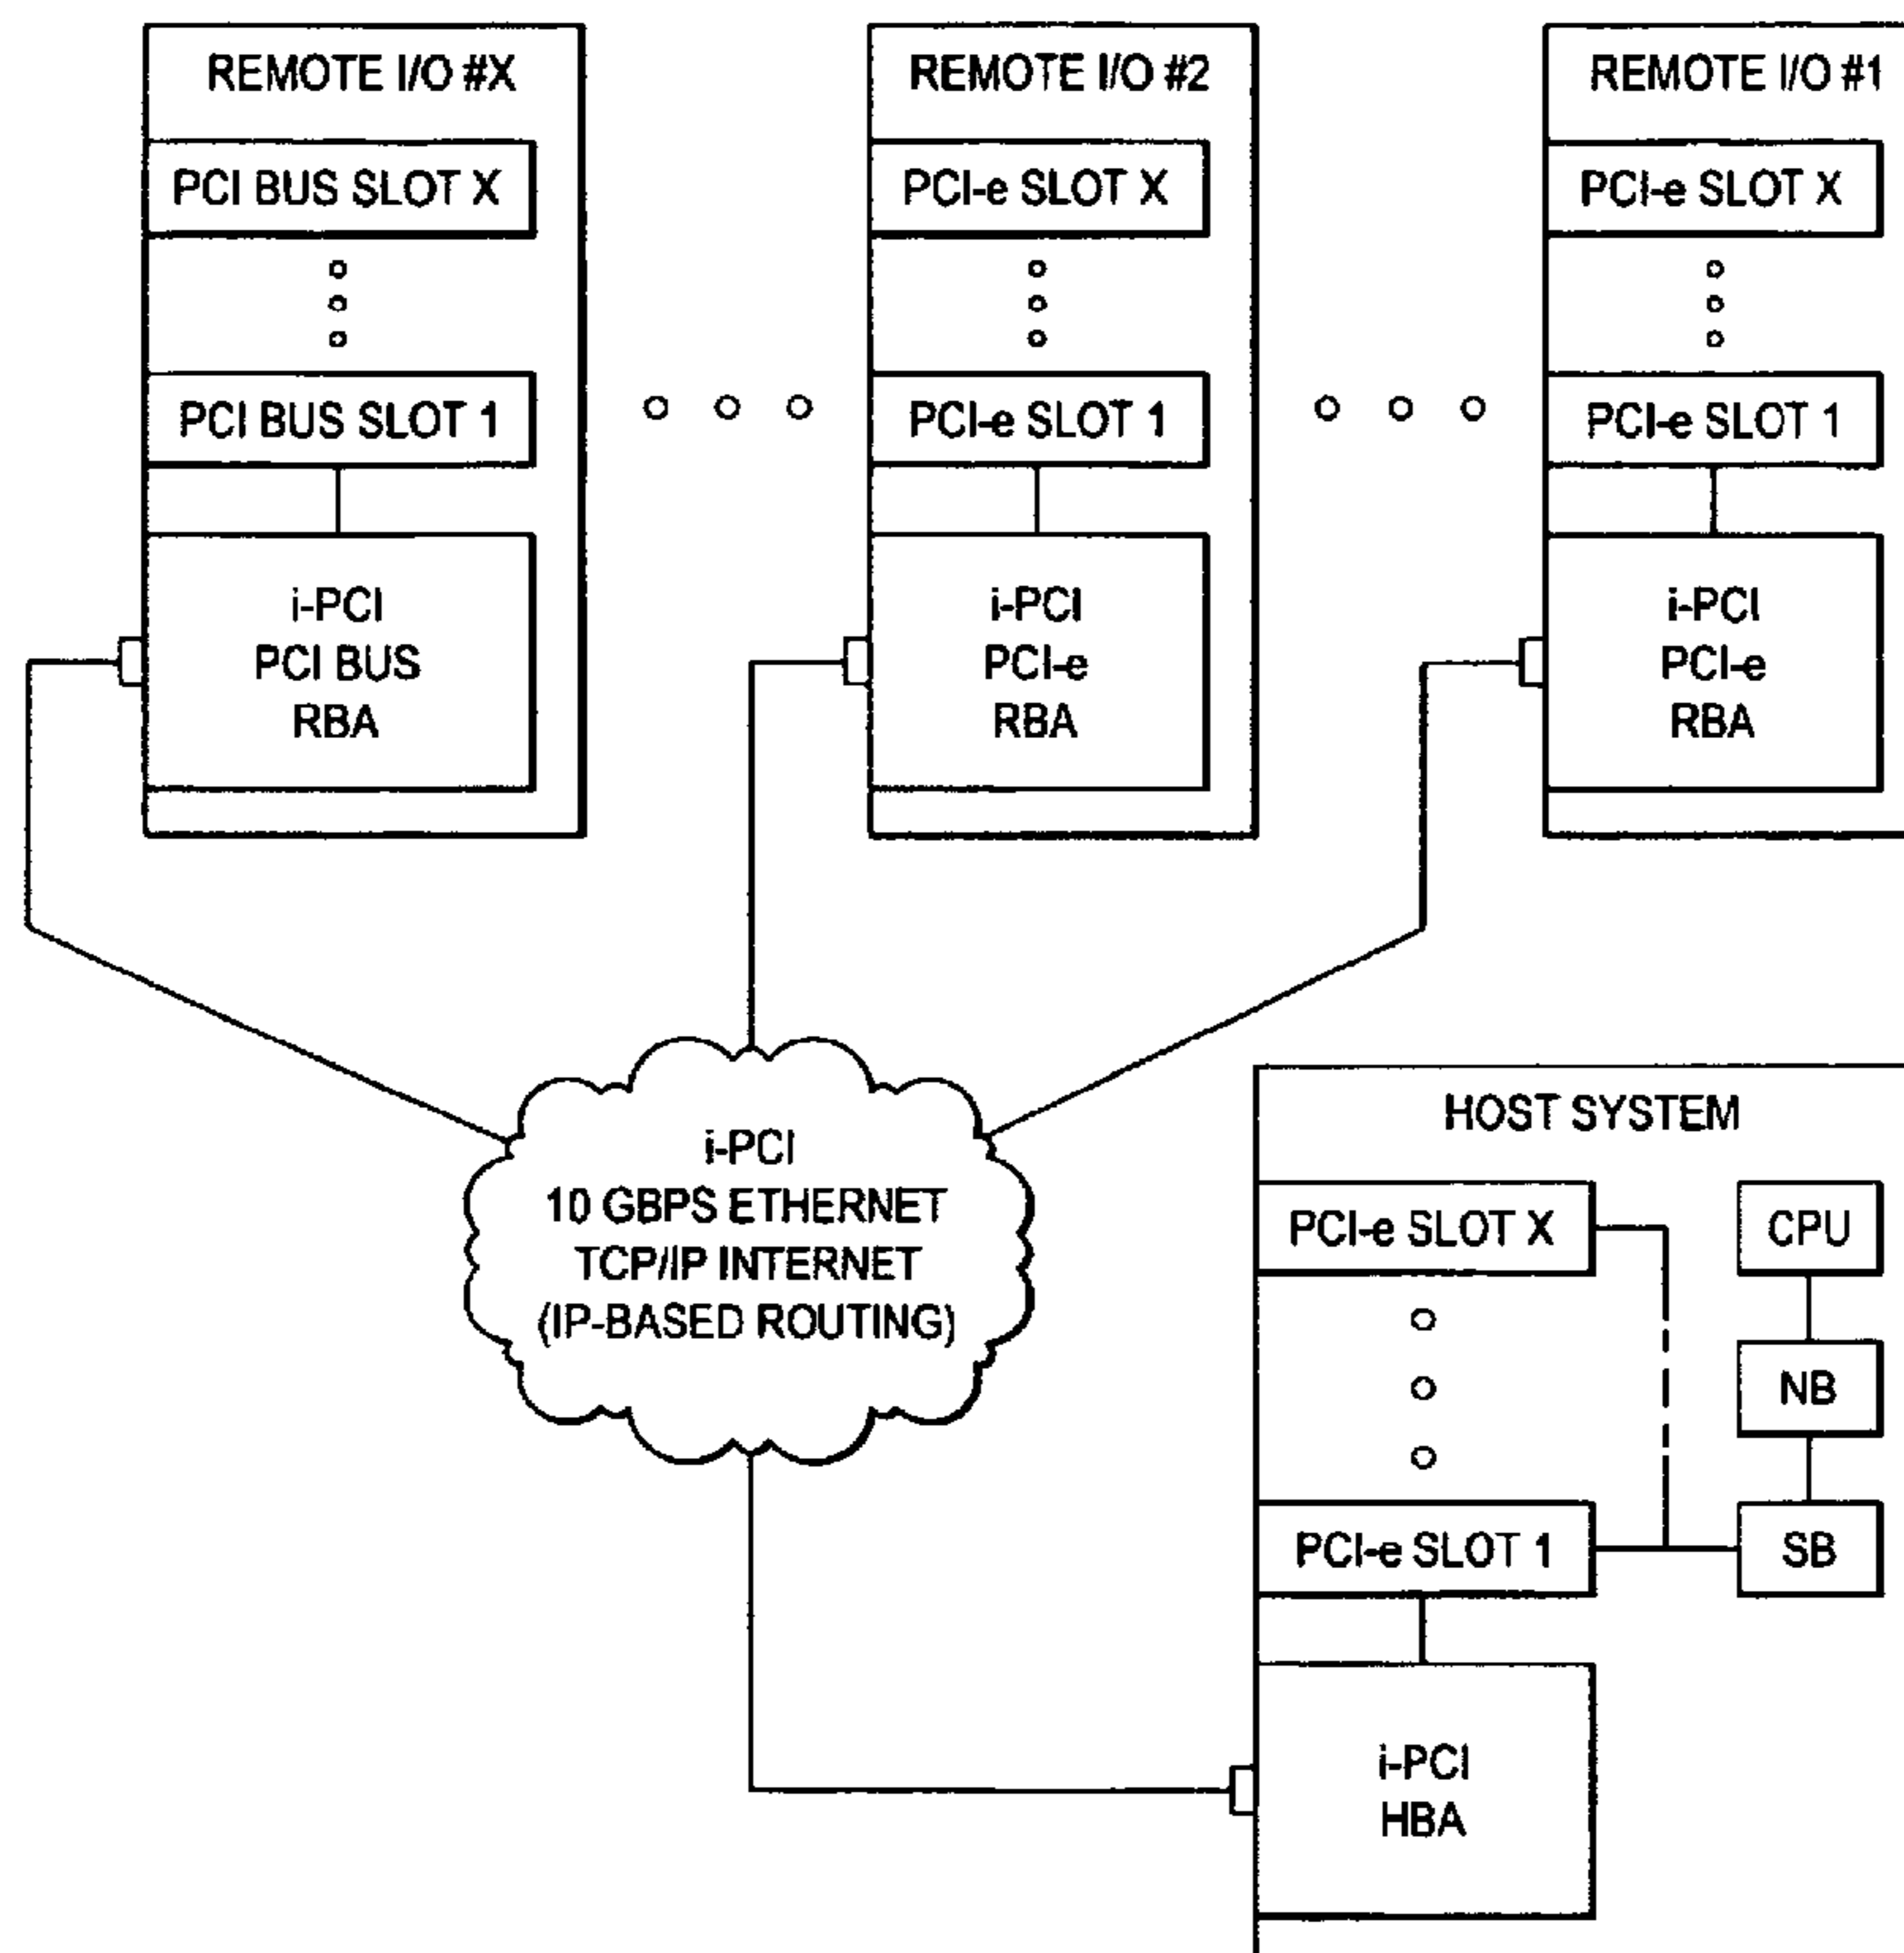 REMOTE I/O #X
PCI BUS SLOT X
PCI BUS SLOT 1
i-PCI
PCI BUS
RBA
REMOTE I/O #2
PCI-e SLOT X
PCI-e SLOT 1
i-PCI
PCI-e
RBA
REMOTE I/O #1
PCI-e SLOT X
PCI-e SLOT 1
i-PCI
PCI-e
RBA
i-PCI
10 GBPS ETHERNET
TCP/IP INTERNET
(IP-BASED ROUTING)
HOST SYSTEM
PCI-e SLOT X
CPU
NB
PCI-e SLOT 1
SB
i-PCI
HBA